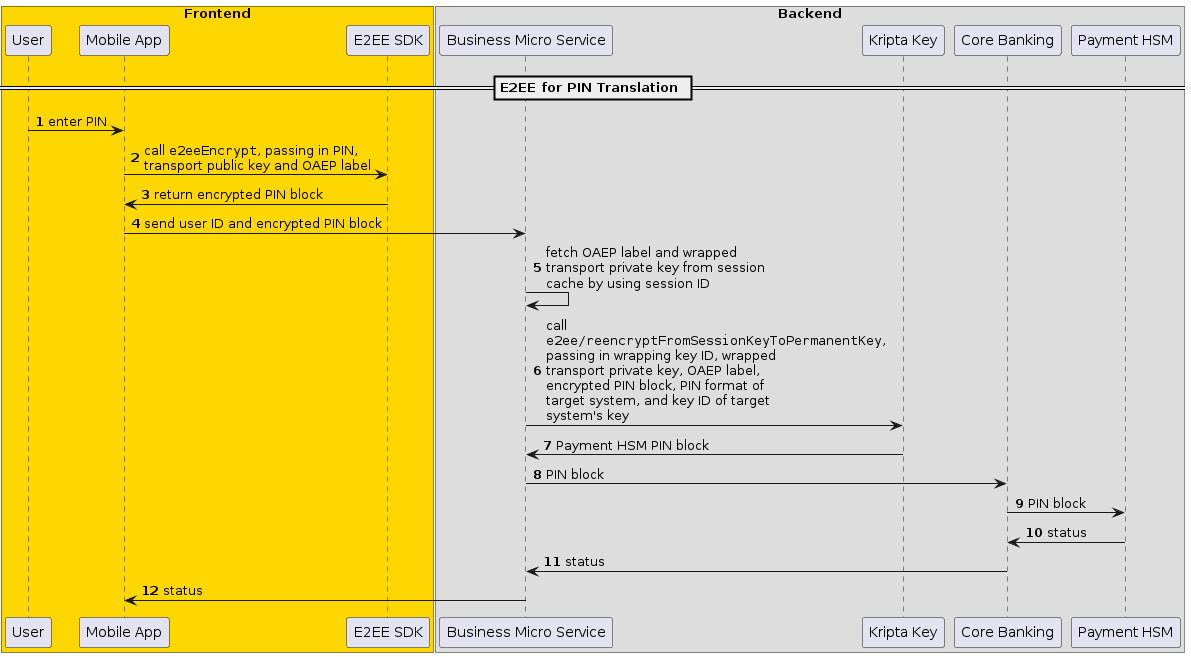 Frontend
Backend
User
Mobile App
E2EE SDK
Business Micro Service
Kripta Key
Core Banking
Payment HSM
E2EE for PIN Translation
1 enter PIN
call e2eeEncrypt, passing in PIN,
2 transport public key and OAEP label
3 return encrypted PIN block
4 send user ID and encrypted PIN block
fetch OAEP label and wrapped
5 transport private key from session
cache by using session ID
call
e2ee/reencryptFromSessionKeyToPermanentKey,
passing in wrapping key ID, wrapped
6 transport private key, OAEP label,
encrypted PIN block, PIN format of
target system, and key ID of target
system's key
7 Payment HSM PIN block
8 PIN block
9 PIN block
10 status
11 status
12 status
User
Mobile App
E2EE SDK
Business Micro Service
Kripta Key
Core Banking
Payment HSM